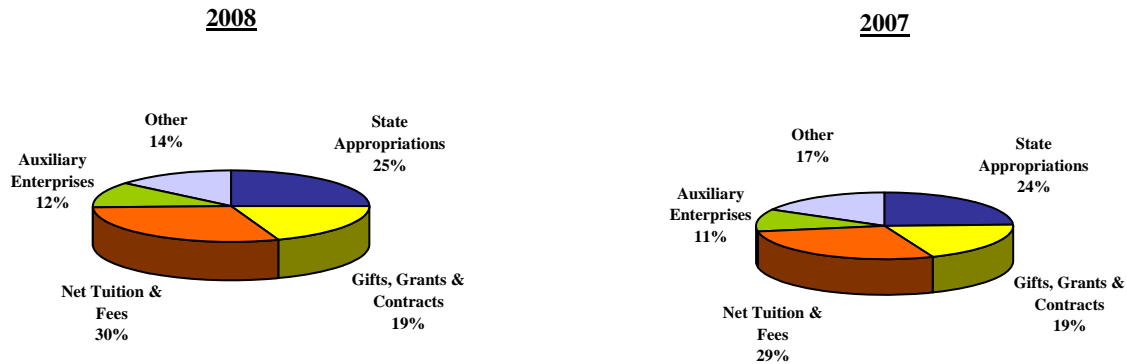 2008
Other
14%
State
Appropriations
25%
Auxiliary
Enterprises
12%
Net Tuition &
Fees
30%
Gifts, Grants &
Contracts
19%
2007
Other
17%
State
Appropriations
24%
Auxiliary
Enterprises
11%
Net Tuition &
Fees
29%
Gifts, Grants &
Contracts
19%